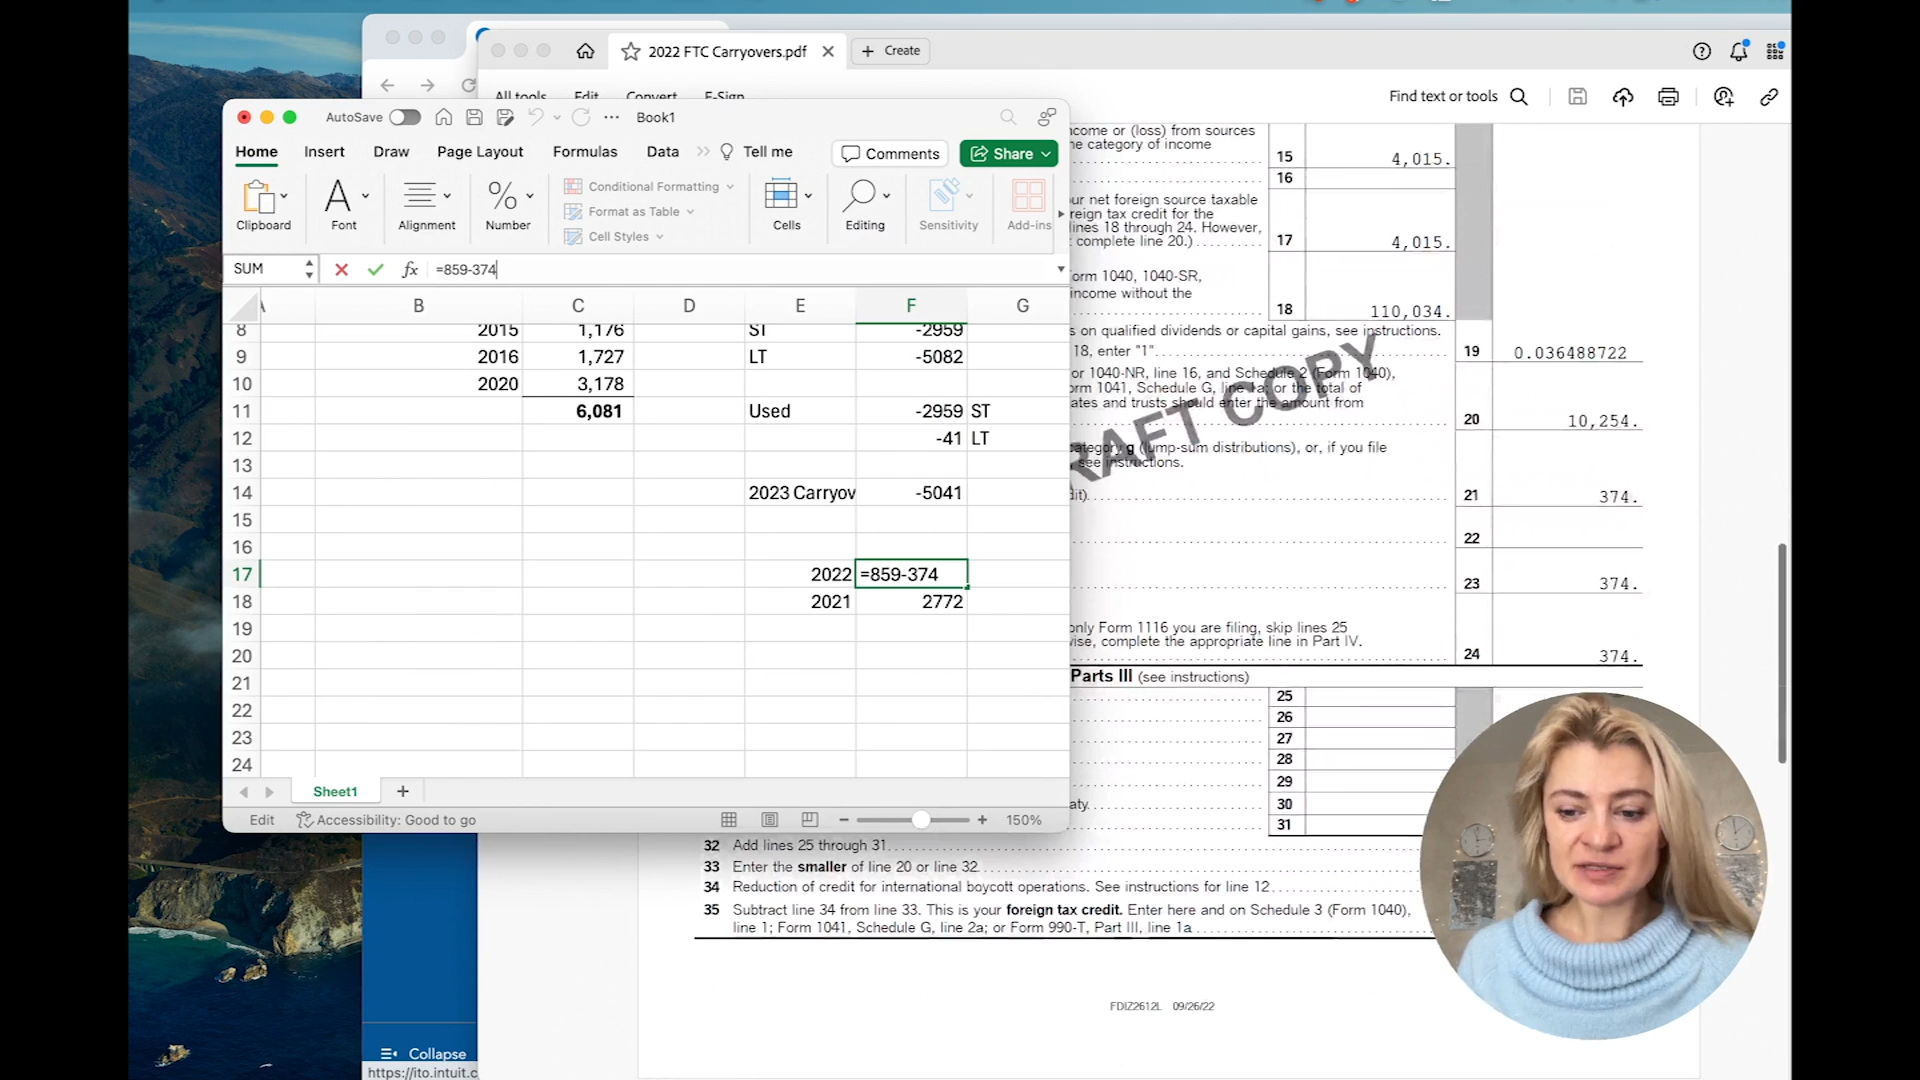 2022 FTC Carryovers.pdf
Create
All tools Edit Convert E-Sign
Find text or tools
AutoSave
Book1
Home Insert Draw Page Layout Formulas Data Tell me
Comments
Share
Clipboard
Font
Alignment
Number
Conditional Formatting
Format as Table
Cell Styles
Cells
Editing
Sensitivity
Add-ins
SUM
fx =859-374
B C D E F G
8 2015 1,176 ST -2959
9 2016 1,727 LT -5082
10 2020 3,178
11 6,081 Used -2959 ST
12 -41 LT
13
14 2023 Carryov -5041
15
16
17 2022 =859-374
18 2021 2772
19
20
21
22
23
24
Sheet1
Edit Accessibility: Good to go 150%
Collapse
https://ito.intuit.c
ncome or (loss) from sources
category of income
15 4,015.
16
ur net foreign source taxable
reign tax credit for the
lines 18 through 24. However,
complete line 20.)
17 4,015.
orm 1040, 1040-SR,
income without the
18 110,034.
s on qualified dividends or capital gains, see instructions.
18, enter "1"
19 0.036488722
or 1040-NR, line 16, and Schedule 2 (Form 1040),
orm 1041, Schedule G, line 1a; or the total of
ates and trusts should enter the amount from
20 10,254.
RAFT COPY
ategory g (lump-sum distributions), or, if you file
see instructions.
dit)
21 374.
22
23 374.
only Form 1116 you are filing, skip lines 25
wise, complete the appropriate line in Part IV.
24 374.
Parts III (see instructions)
25
26
27
28
29
aty
30
31
32 Add lines 25 through 31
33 Enter the smaller of line 20 or line 32
34 Reduction of credit for international boycott operations. See instructions for line 12
35 Subtract line 34 from line 33. This is your foreign tax credit. Enter here and on Schedule 3 (Form 1040),
line 1; Form 1041, Schedule G, line 2a; or Form 990-T, Part III, line 1a
FDIZ2612L 09/26/22